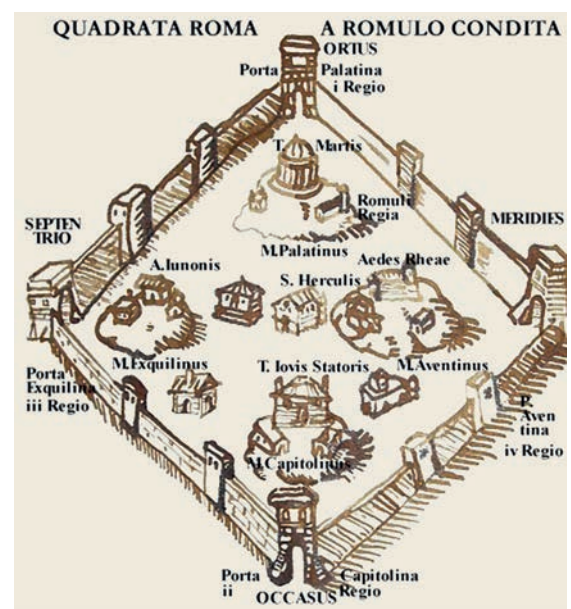 QUADRATA ROMA A ROMULO CONDITA
ORTUS
Porta Palatina
i Regio
T. Martis
Romuli
Regia
SEPTEN
TRIO
MERIDIES
M.Palatinus
A.Iunonis
Aedes Rheae
S. Herculis
M.Exquilinus
T. Iovis Statoris
M.Aventinus
Porta
Exquilina
iii Regio
P.
Aven
tina
iv Regio
M.Capitolinus
Porta Capitolina
ii Regio
OCCASUS